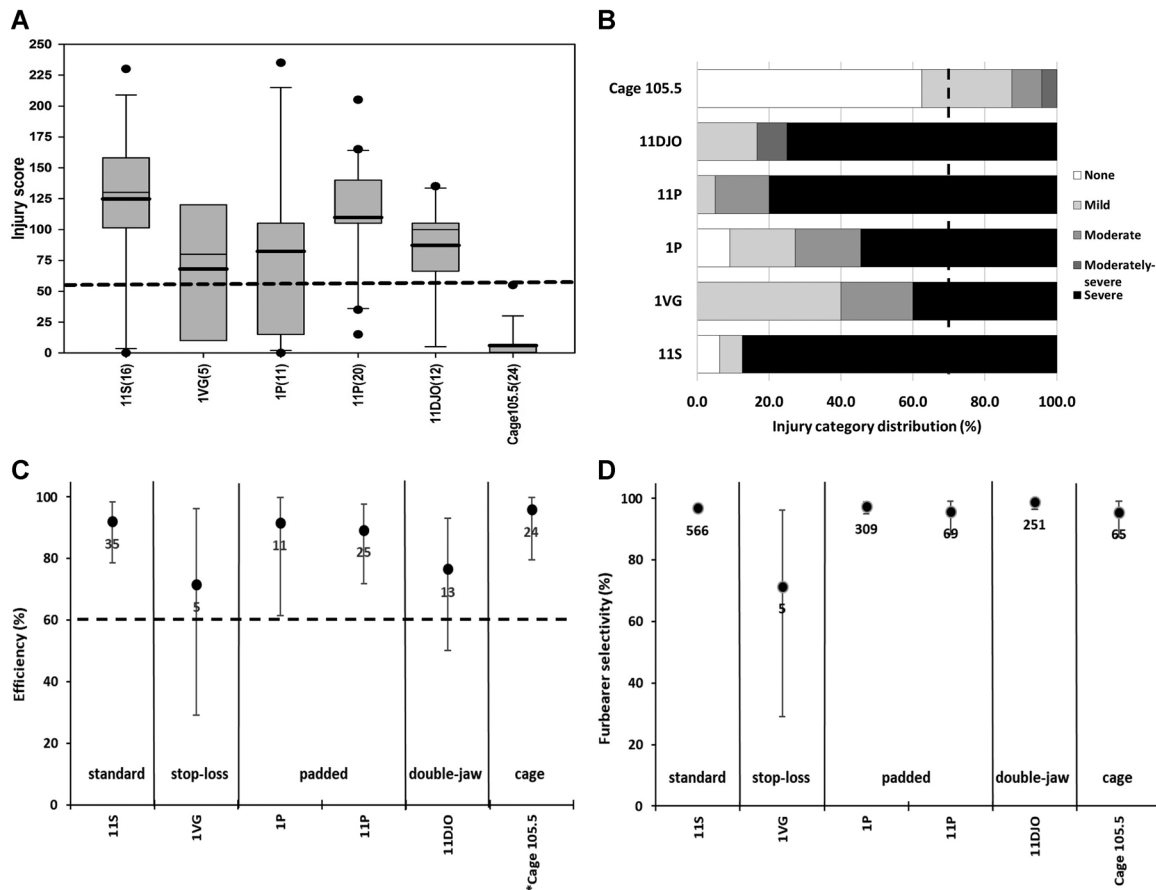 A
Injury score
250
225
200
175
150
125
100
75
50
25
0
11S(16)
1VG(5)
1P(11)
11P(20)
11DJO(12)
Cage105.5(24)
B
Cage 105.5
11DJO
11P
1P
1VG
11S
0.0 20.0 40.0 60.0 80.0 100.0
Injury category distribution (%)
None
Mild
Moderate
Moderately-
severe
Severe
C
Efficiency (%)
100
80
60
40
20
0
35
5
11
25
13
24
standard stop-loss padded double-jaw cage
11S
1VG
1P
11P
11DJO
*Cage 105.5
D
Furbearer selectivity (%)
100
80
60
40
20
0
566
5
309
69
251
65
standard stop-loss padded double-jaw cage
11S
1VG
1P
11P
11DJO
Cage 105.5